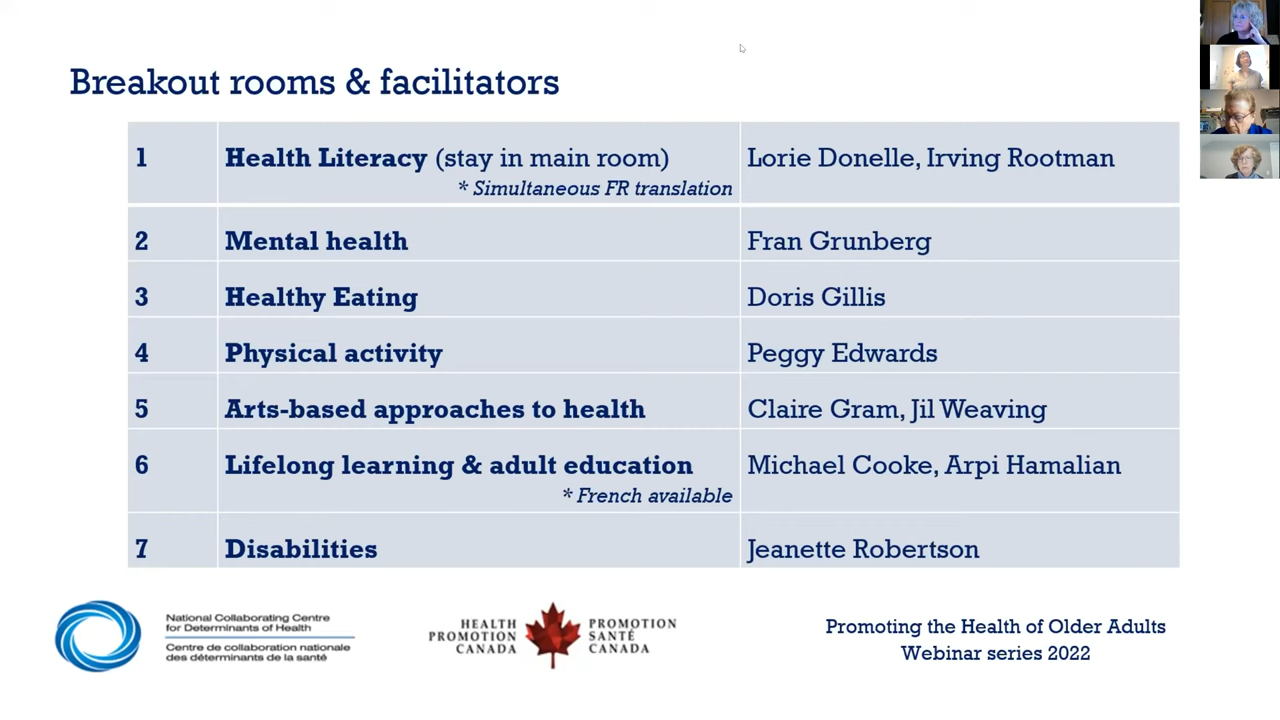 Breakout rooms & facilitators
1 Health Literacy (stay in main room) Lorie Donelle, Irving Rootman
* Simultaneous FR translation
2 Mental health Fran Grunberg
3 Healthy Eating Doris Gillis
4 Physical activity Peggy Edwards
5 Arts-based approaches to health Claire Gram, Jil Weaving
6 Lifelong learning & adult education Michael Cooke, Arpi Hamalian
* French available
7 Disabilities Jeanette Robertson
National Collaborating Centre
for Determinants of Health
Centre de collaboration nationale
des déterminants de la santé
HEALTH
PROMOTION
CANADA
PROMOTION
SANTÉ
CANADA
Promoting the Health of Older Adults
Webinar series 2022